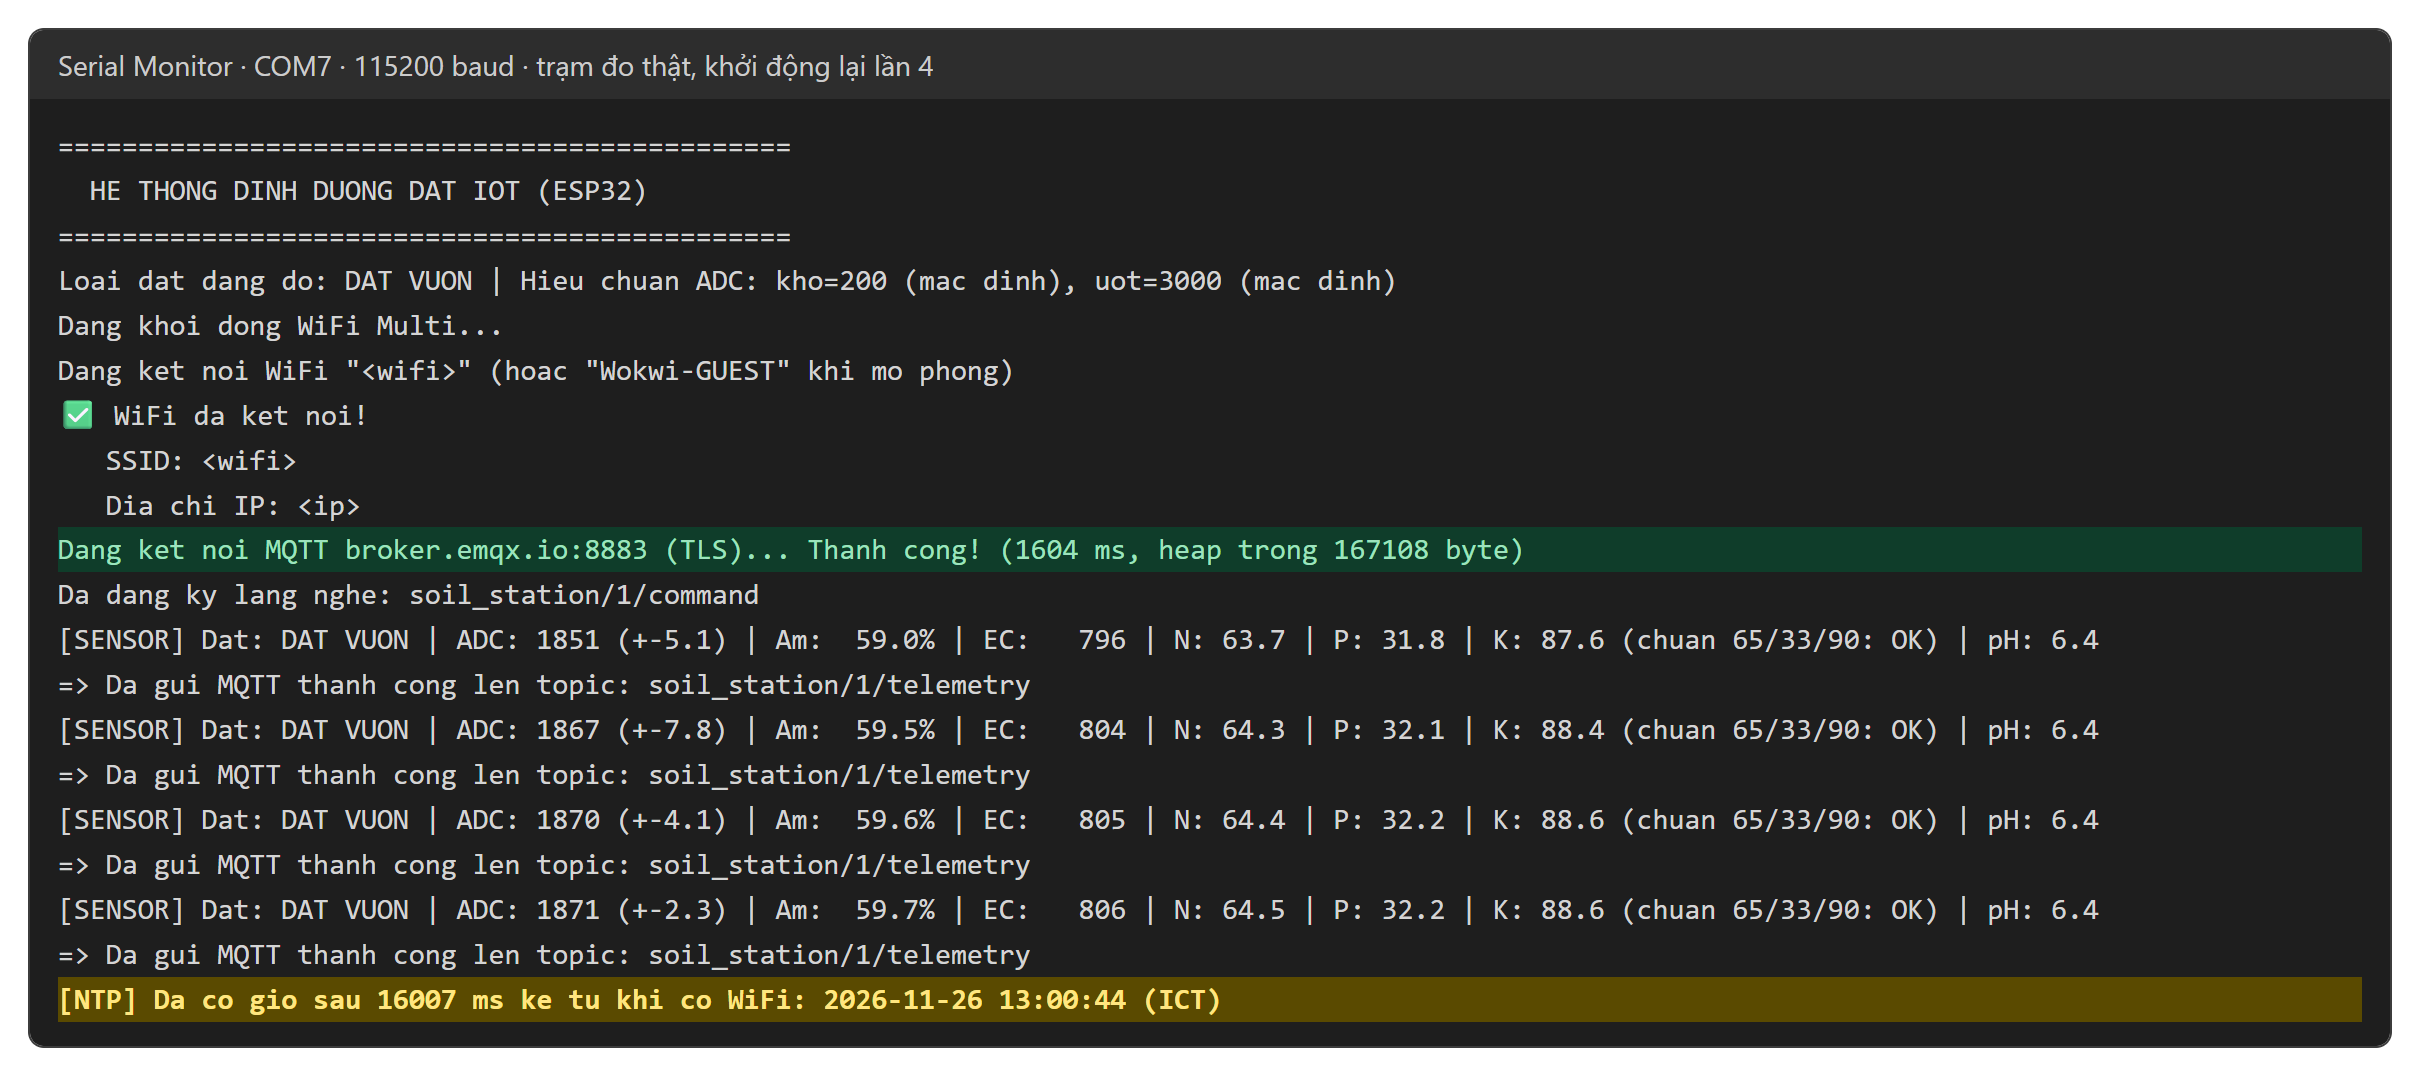 Serial Monitor · COM7 · 115200 baud · trạm đo thật, khởi động lại lần 4
==============================================
  HE THONG DINH DUONG DAT IOT (ESP32)
==============================================
Loai dat dang do: DAT VUON | Hieu chuan ADC: kho=200 (mac dinh), uot=3000 (mac dinh)
Dang khoi dong WiFi Multi...
Dang ket noi WiFi "<wifi>" (hoac "Wokwi-GUEST" khi mo phong)
✅ WiFi da ket noi!
   SSID: <wifi>
   Dia chi IP: <ip>
Dang ket noi MQTT broker.emqx.io:8883 (TLS)... Thanh cong! (1604 ms, heap trong 167108 byte)
Da dang ky lang nghe: soil_station/1/command
[SENSOR] Dat: DAT VUON | ADC: 1851 (+-5.1) | Am:  59.0% | EC:   796 | N: 63.7 | P: 31.8 | K: 87.6 (chuan 65/33/90: OK) | pH: 6.4
=> Da gui MQTT thanh cong len topic: soil_station/1/telemetry
[SENSOR] Dat: DAT VUON | ADC: 1867 (+-7.8) | Am:  59.5% | EC:   804 | N: 64.3 | P: 32.1 | K: 88.4 (chuan 65/33/90: OK) | pH: 6.4
=> Da gui MQTT thanh cong len topic: soil_station/1/telemetry
[SENSOR] Dat: DAT VUON | ADC: 1870 (+-4.1) | Am:  59.6% | EC:   805 | N: 64.4 | P: 32.2 | K: 88.6 (chuan 65/33/90: OK) | pH: 6.4
=> Da gui MQTT thanh cong len topic: soil_station/1/telemetry
[SENSOR] Dat: DAT VUON | ADC: 1871 (+-2.3) | Am:  59.7% | EC:   806 | N: 64.5 | P: 32.2 | K: 88.6 (chuan 65/33/90: OK) | pH: 6.4
=> Da gui MQTT thanh cong len topic: soil_station/1/telemetry
[NTP] Da co gio sau 16007 ms ke tu khi co WiFi: 2026-11-26 13:00:44 (ICT)